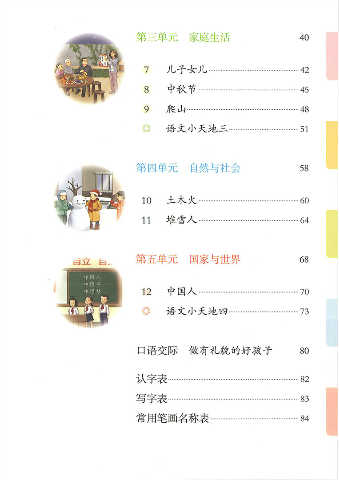 第三单元 家庭生活 40
7 儿子女儿 42
8 中秋节 45
9 爬山 48
◎ 语文小天地三 51
第四单元 自然与社会 58
10 土木火 60
11 堆雪人 64
第五单元 国家与世界 68
12 中国人 70
◎ 语文小天地四 73
口语交际 做有礼貌的好孩子 80
认字表 82
写字表 83
常用笔画名称表 84
中国人